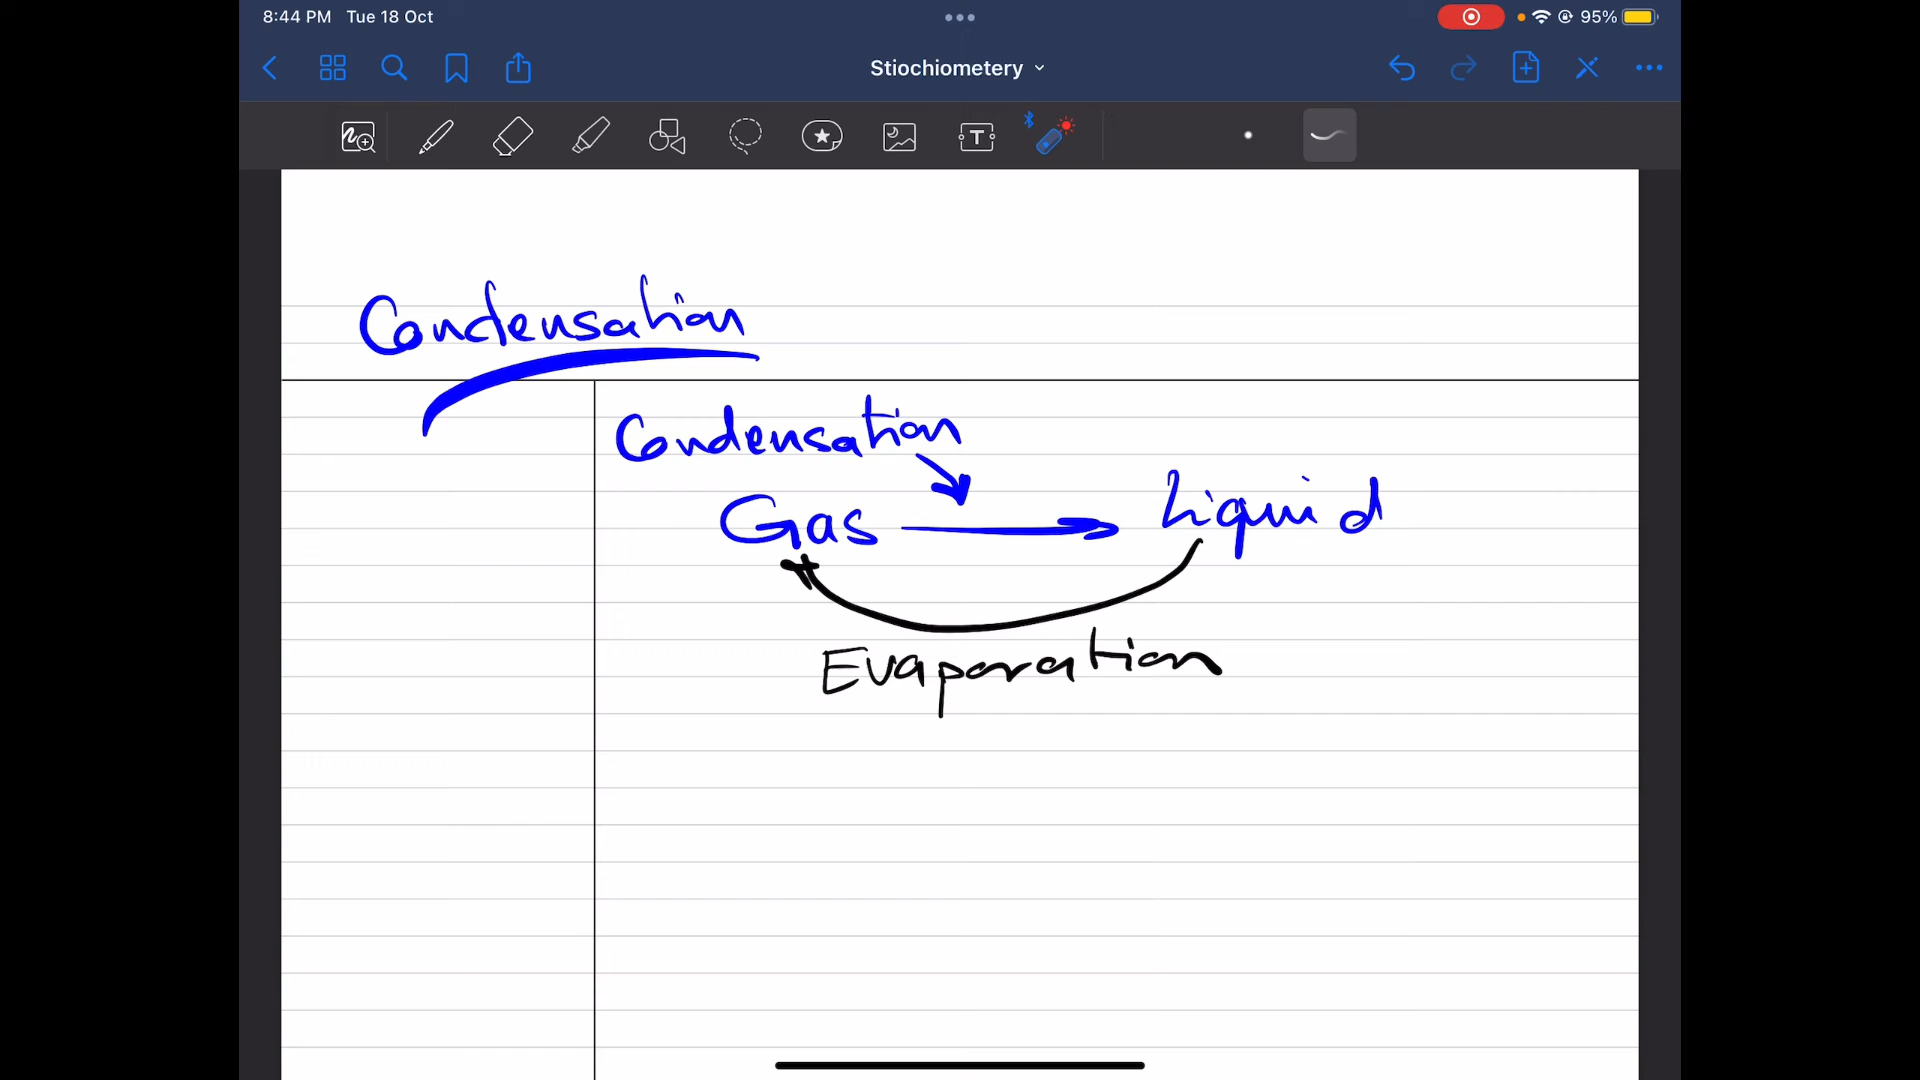 8:44 PM Tue 18 Oct
95%
Stiochiometery
T
Condensation
Condensation
Gas → Liquid
Evaporation